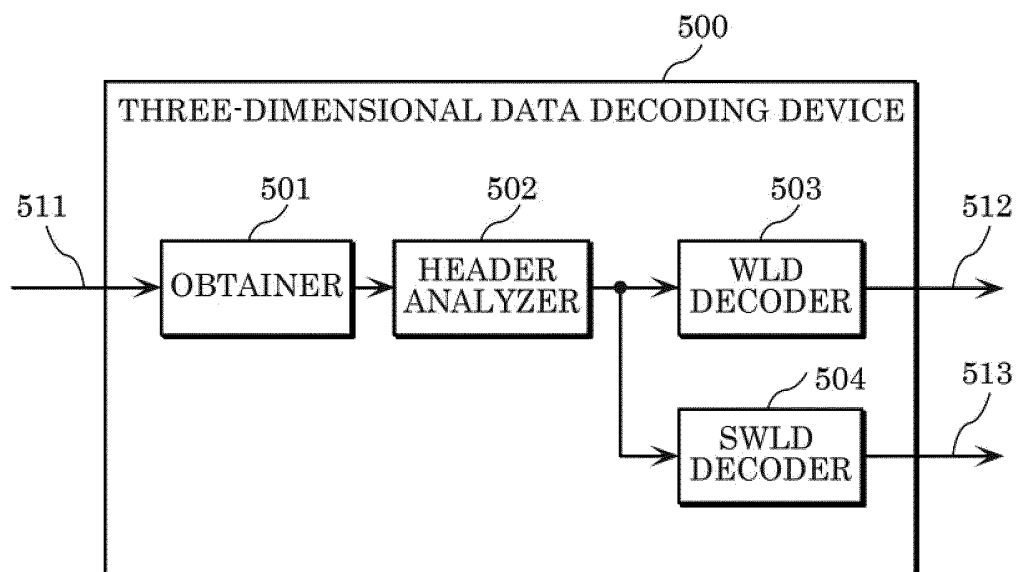 500
THREE-DIMENSIONAL DATA DECODING DEVICE
511
501
502
503
512
OBTAINER
HEADER
ANALYZER
WLD
DECODER
504
513
SWLD
DECODER